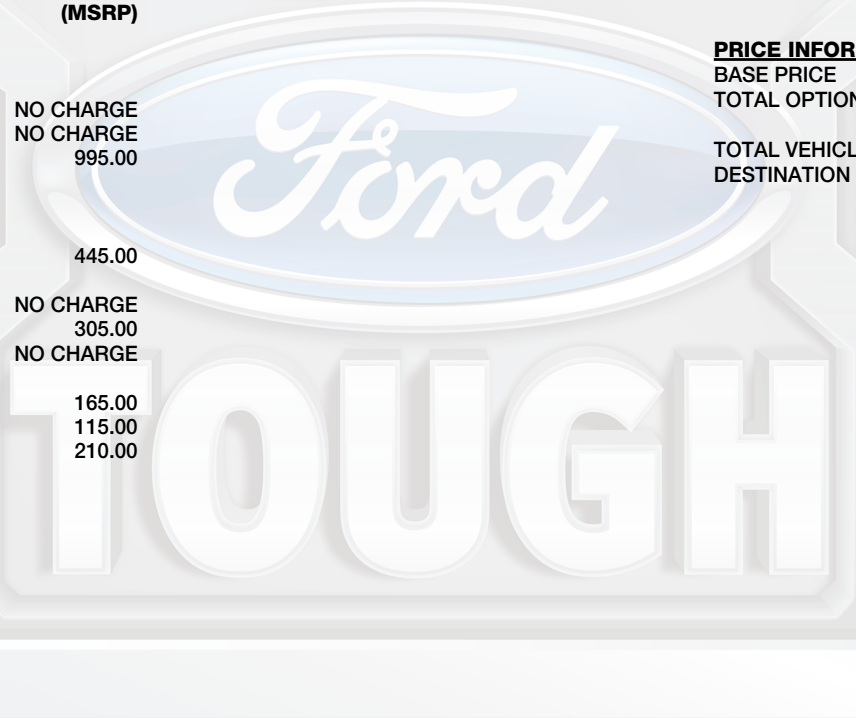 (MSRP)
NO CHARGE
NO CHARGE
995.00
445.00
NO CHARGE
305.00
NO CHARGE
165.00
115.00
210.00
PRICE INFOR
BASE PRICE
TOTAL OPTION
TOTAL VEHICL
DESTINATION
Ford
TOUGH